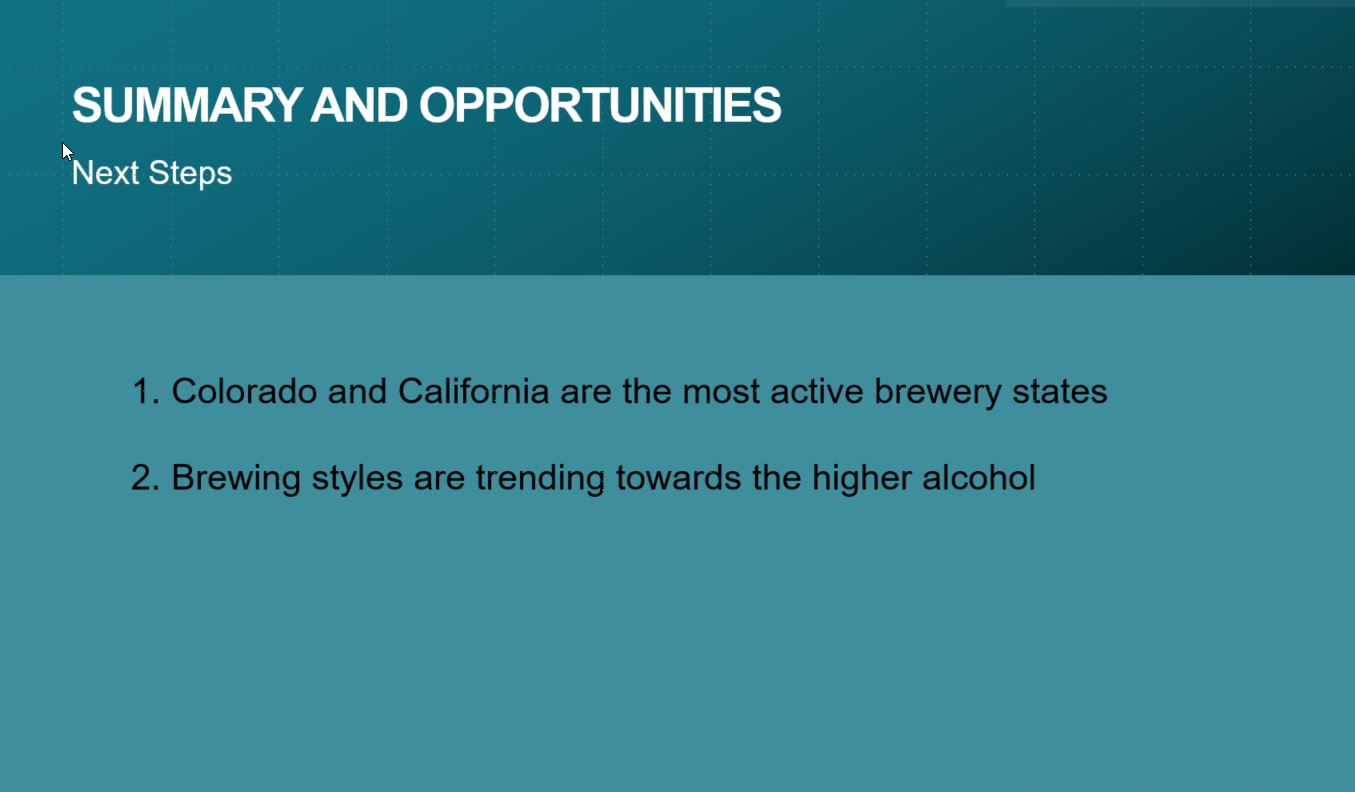 SUMMARY AND OPPORTUNITIES
Next Steps
1. Colorado and California are the most active brewery states
2. Brewing styles are trending towards the higher alcohol